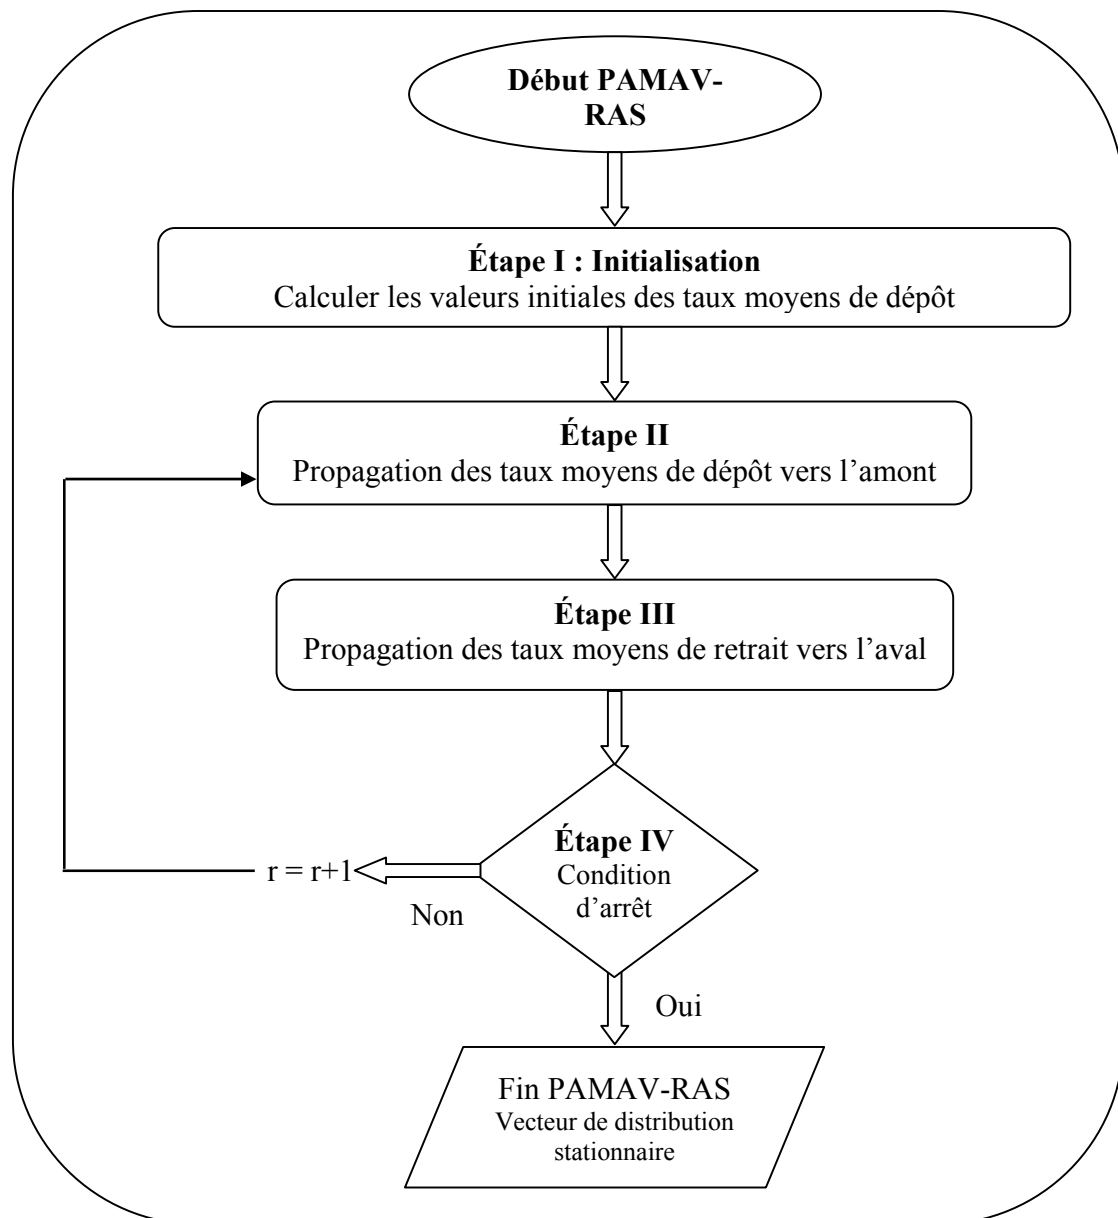 Début PAMAV-
RAS
Étape I : Initialisation
Calculer les valeurs initiales des taux moyens de dépôt
Étape II
Propagation des taux moyens de dépôt vers l’amont
Étape III
Propagation des taux moyens de retrait vers l’aval
Étape IV
Condition
d’arrêt
r = r+1
Non
Oui
Fin PAMAV-RAS
Vecteur de distribution
stationnaire